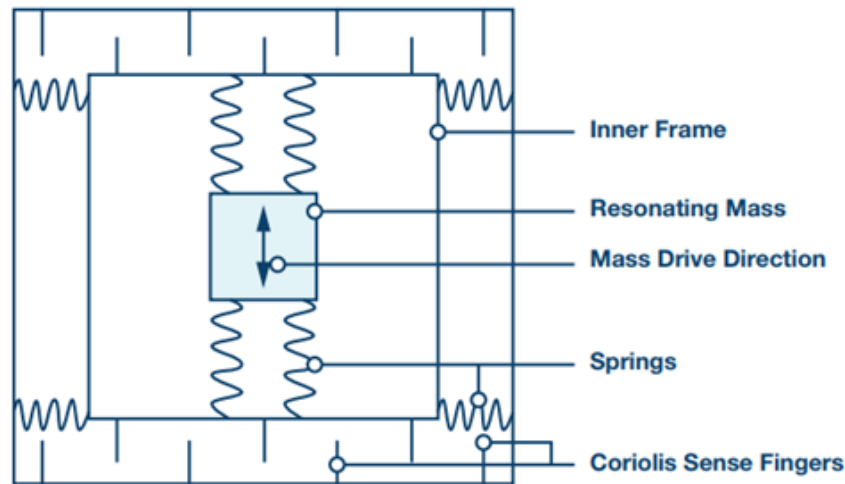 Inner Frame
Resonating Mass
Mass Drive Direction
Springs
Coriolis Sense Fingers